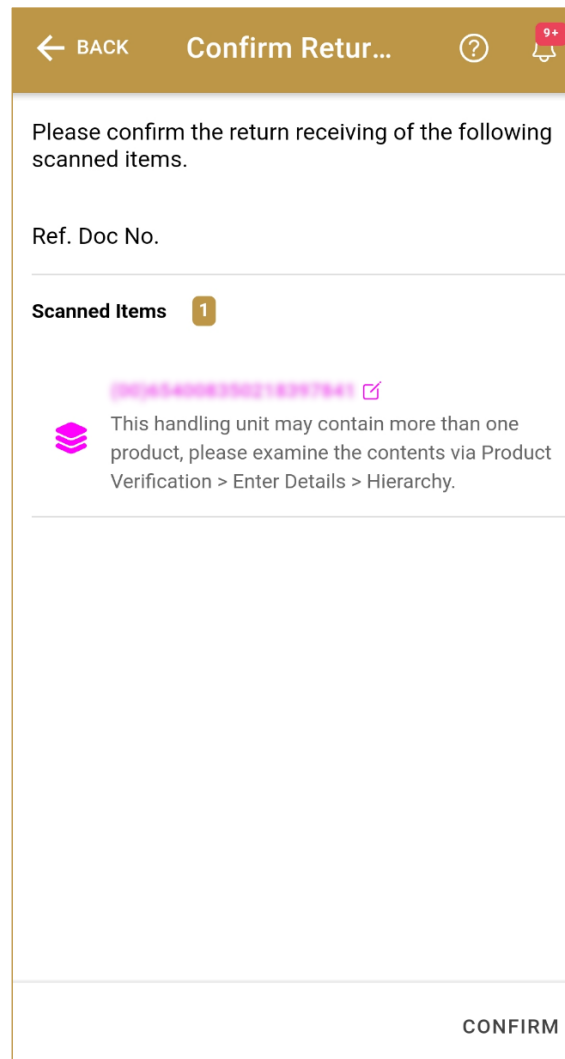 BACK
Confirm Retur...
9+
Please confirm the return receiving of the following
scanned items.
Ref. Doc No.
Scanned Items 1
This handling unit may contain more than one
product, please examine the contents via Product
Verification > Enter Details > Hierarchy.
CONFIRM